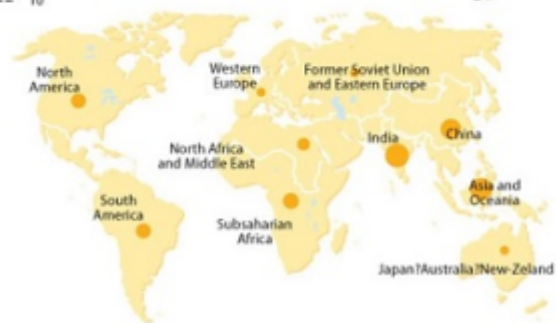 10
North
America
Western
Europe
Former Soviet Union
and Eastern Europe
India
China
North Africa
and Middle East
Asia and
Oceania
South
America
Subsaharian
Africa
Japan?Australia?New-Zeland